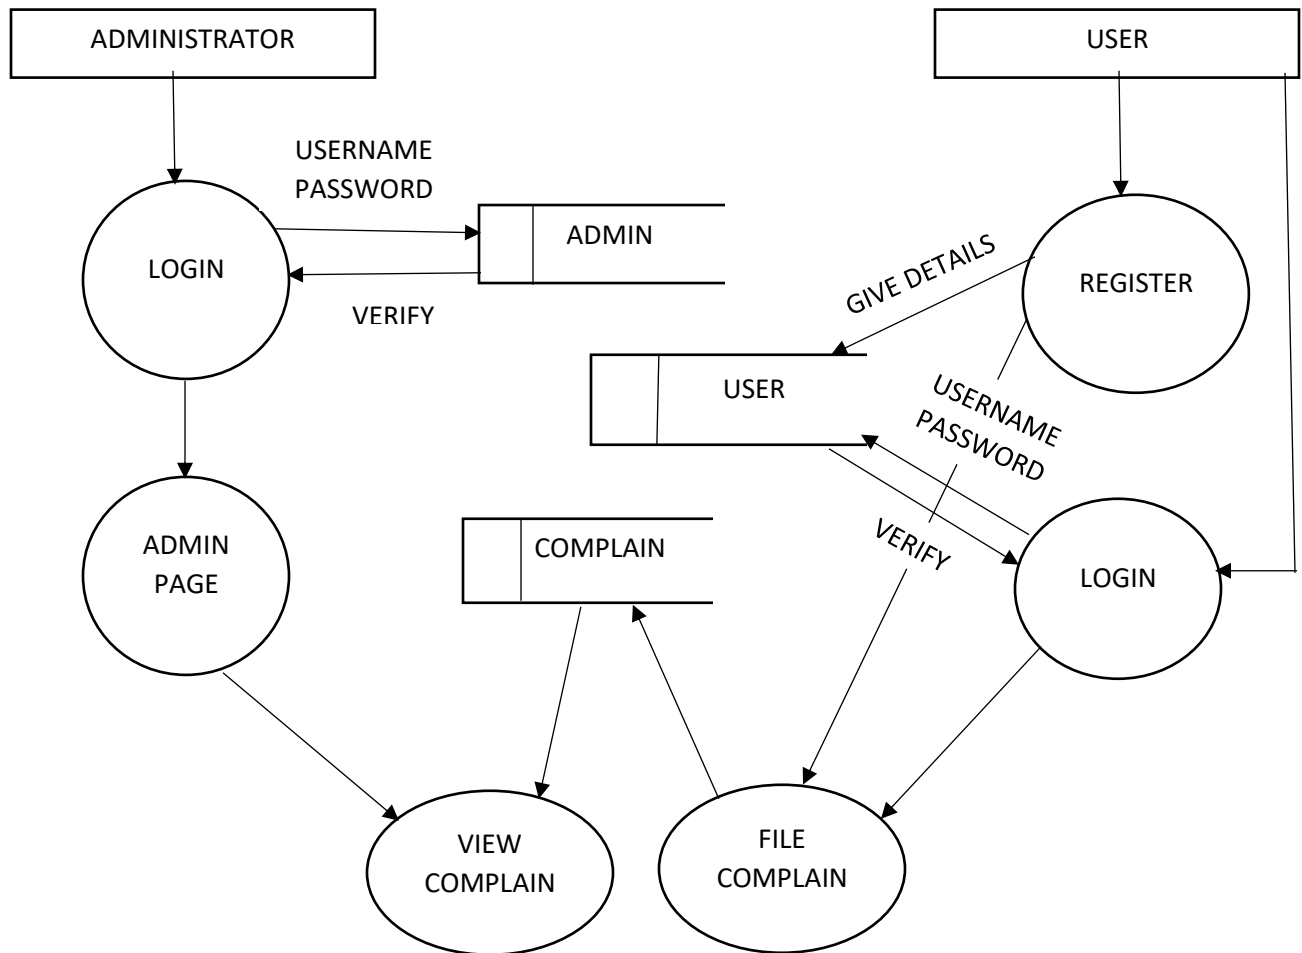 ADMINISTRATOR
USER
USERNAME
PASSWORD
LOGIN
ADMIN
VERIFY
GIVE DETAILS
REGISTER
USER
USERNAME
PASSWORD
VERIFY
ADMIN
PAGE
COMPLAIN
LOGIN
VIEW
COMPLAIN
FILE
COMPLAIN